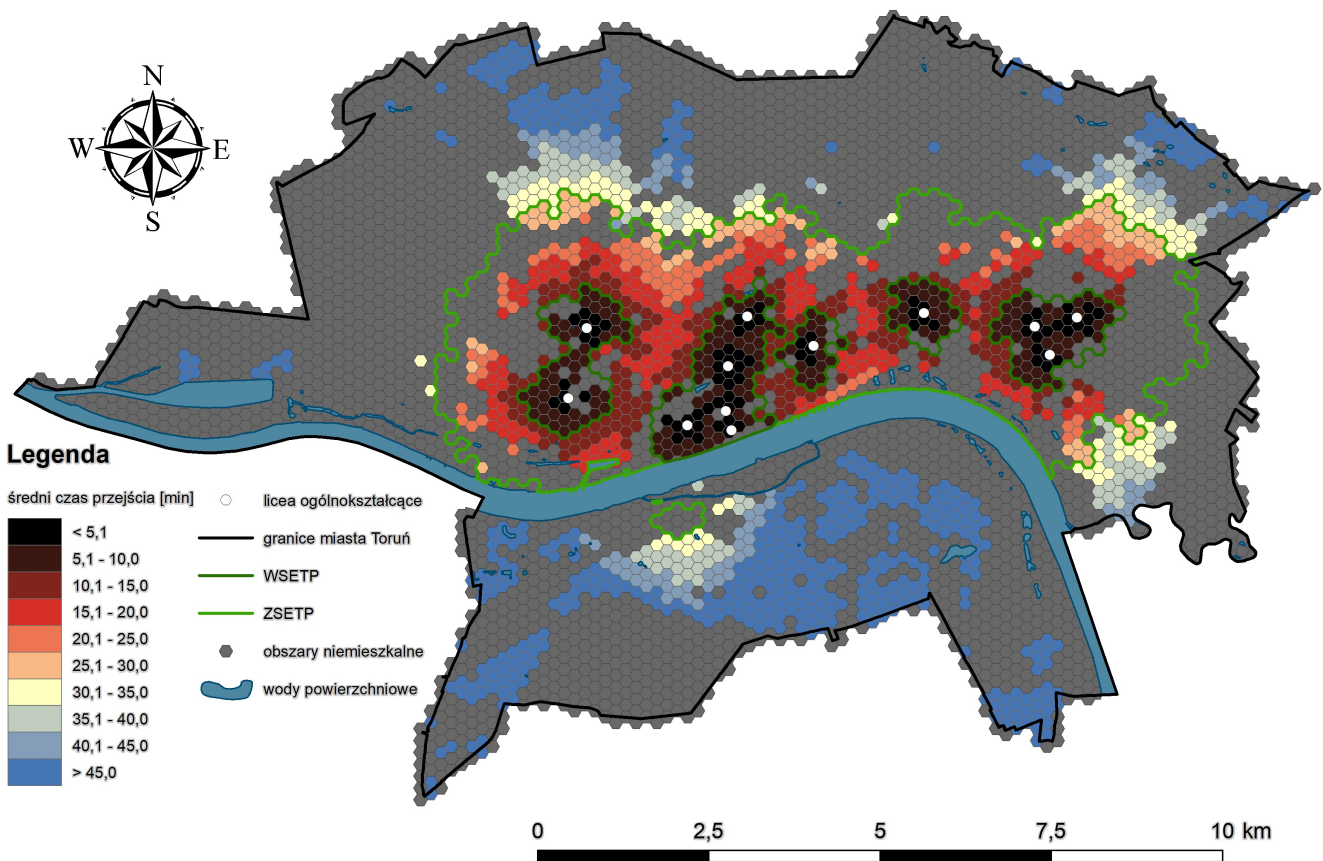 N
W E
S
Legenda
średni czas przejścia [min]
< 5,1
5,1 - 10,0
10,1 - 15,0
15,1 - 20,0
20,1 - 25,0
25,1 - 30,0
30,1 - 35,0
35,1 - 40,0
40,1 - 45,0
> 45,0
licea ogólnokształcące
granice miasta Toruń
WSETP
ZSETP
obszary niemieszkalne
wody powierzchniowe
0 2,5 5 7,5 10 km